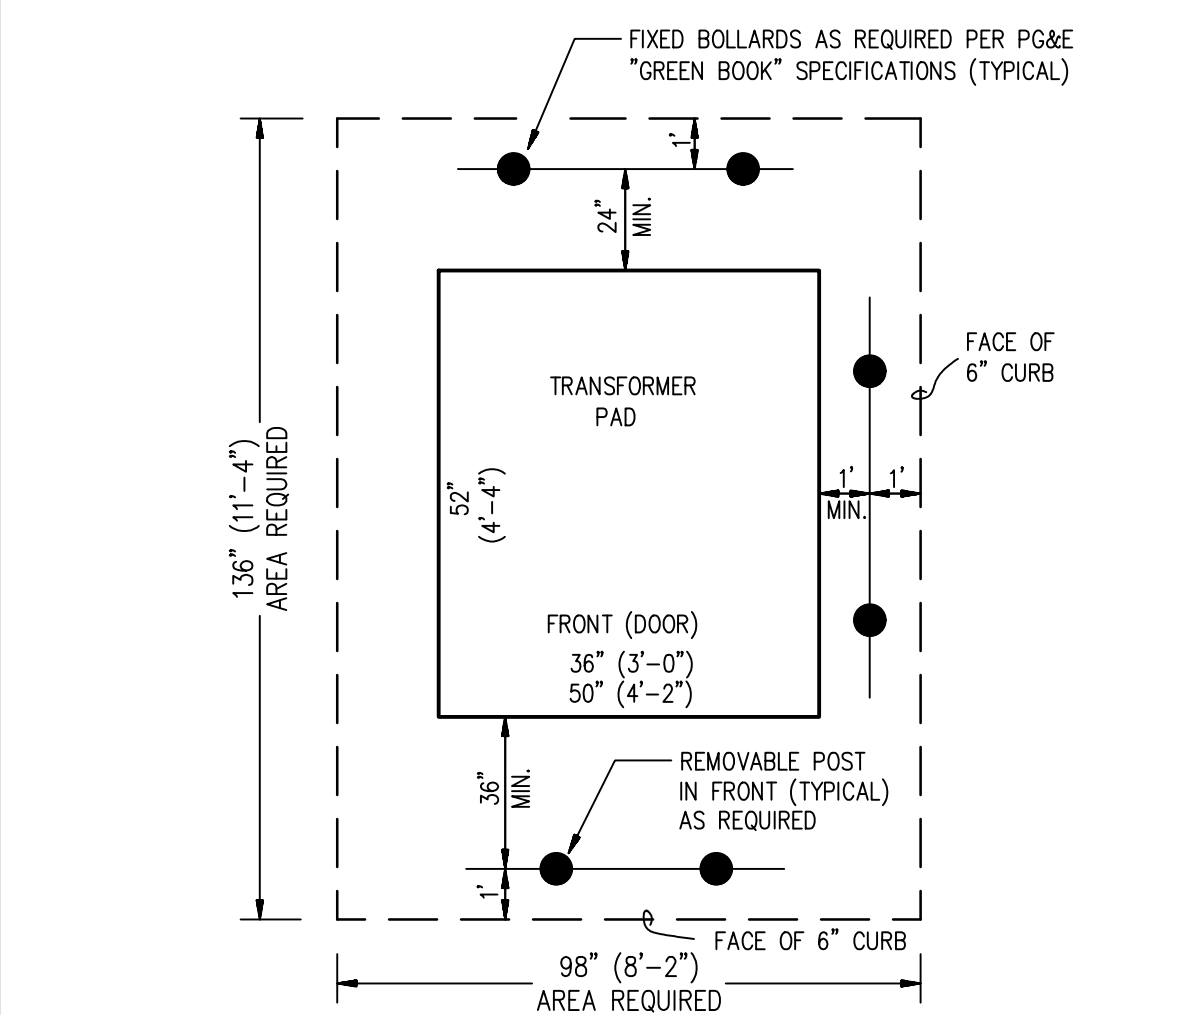 FIXED BOLLARDS AS REQUIRED PER PG&E
"GREEN BOOK" SPECIFICATIONS (TYPICAL)
1'
24"
MIN.
FACE OF
6" CURB
TRANSFORMER
PAD
136" (11'-4")
AREA REQUIRED
52"
(4'-4")
1'
MIN.
1'
FRONT (DOOR)
36" (3'-0")
50" (4'-2")
36"
MIN.
REMOVABLE POST
IN FRONT (TYPICAL)
AS REQUIRED
1'
FACE OF 6" CURB
98" (8'-2")
AREA REQUIRED